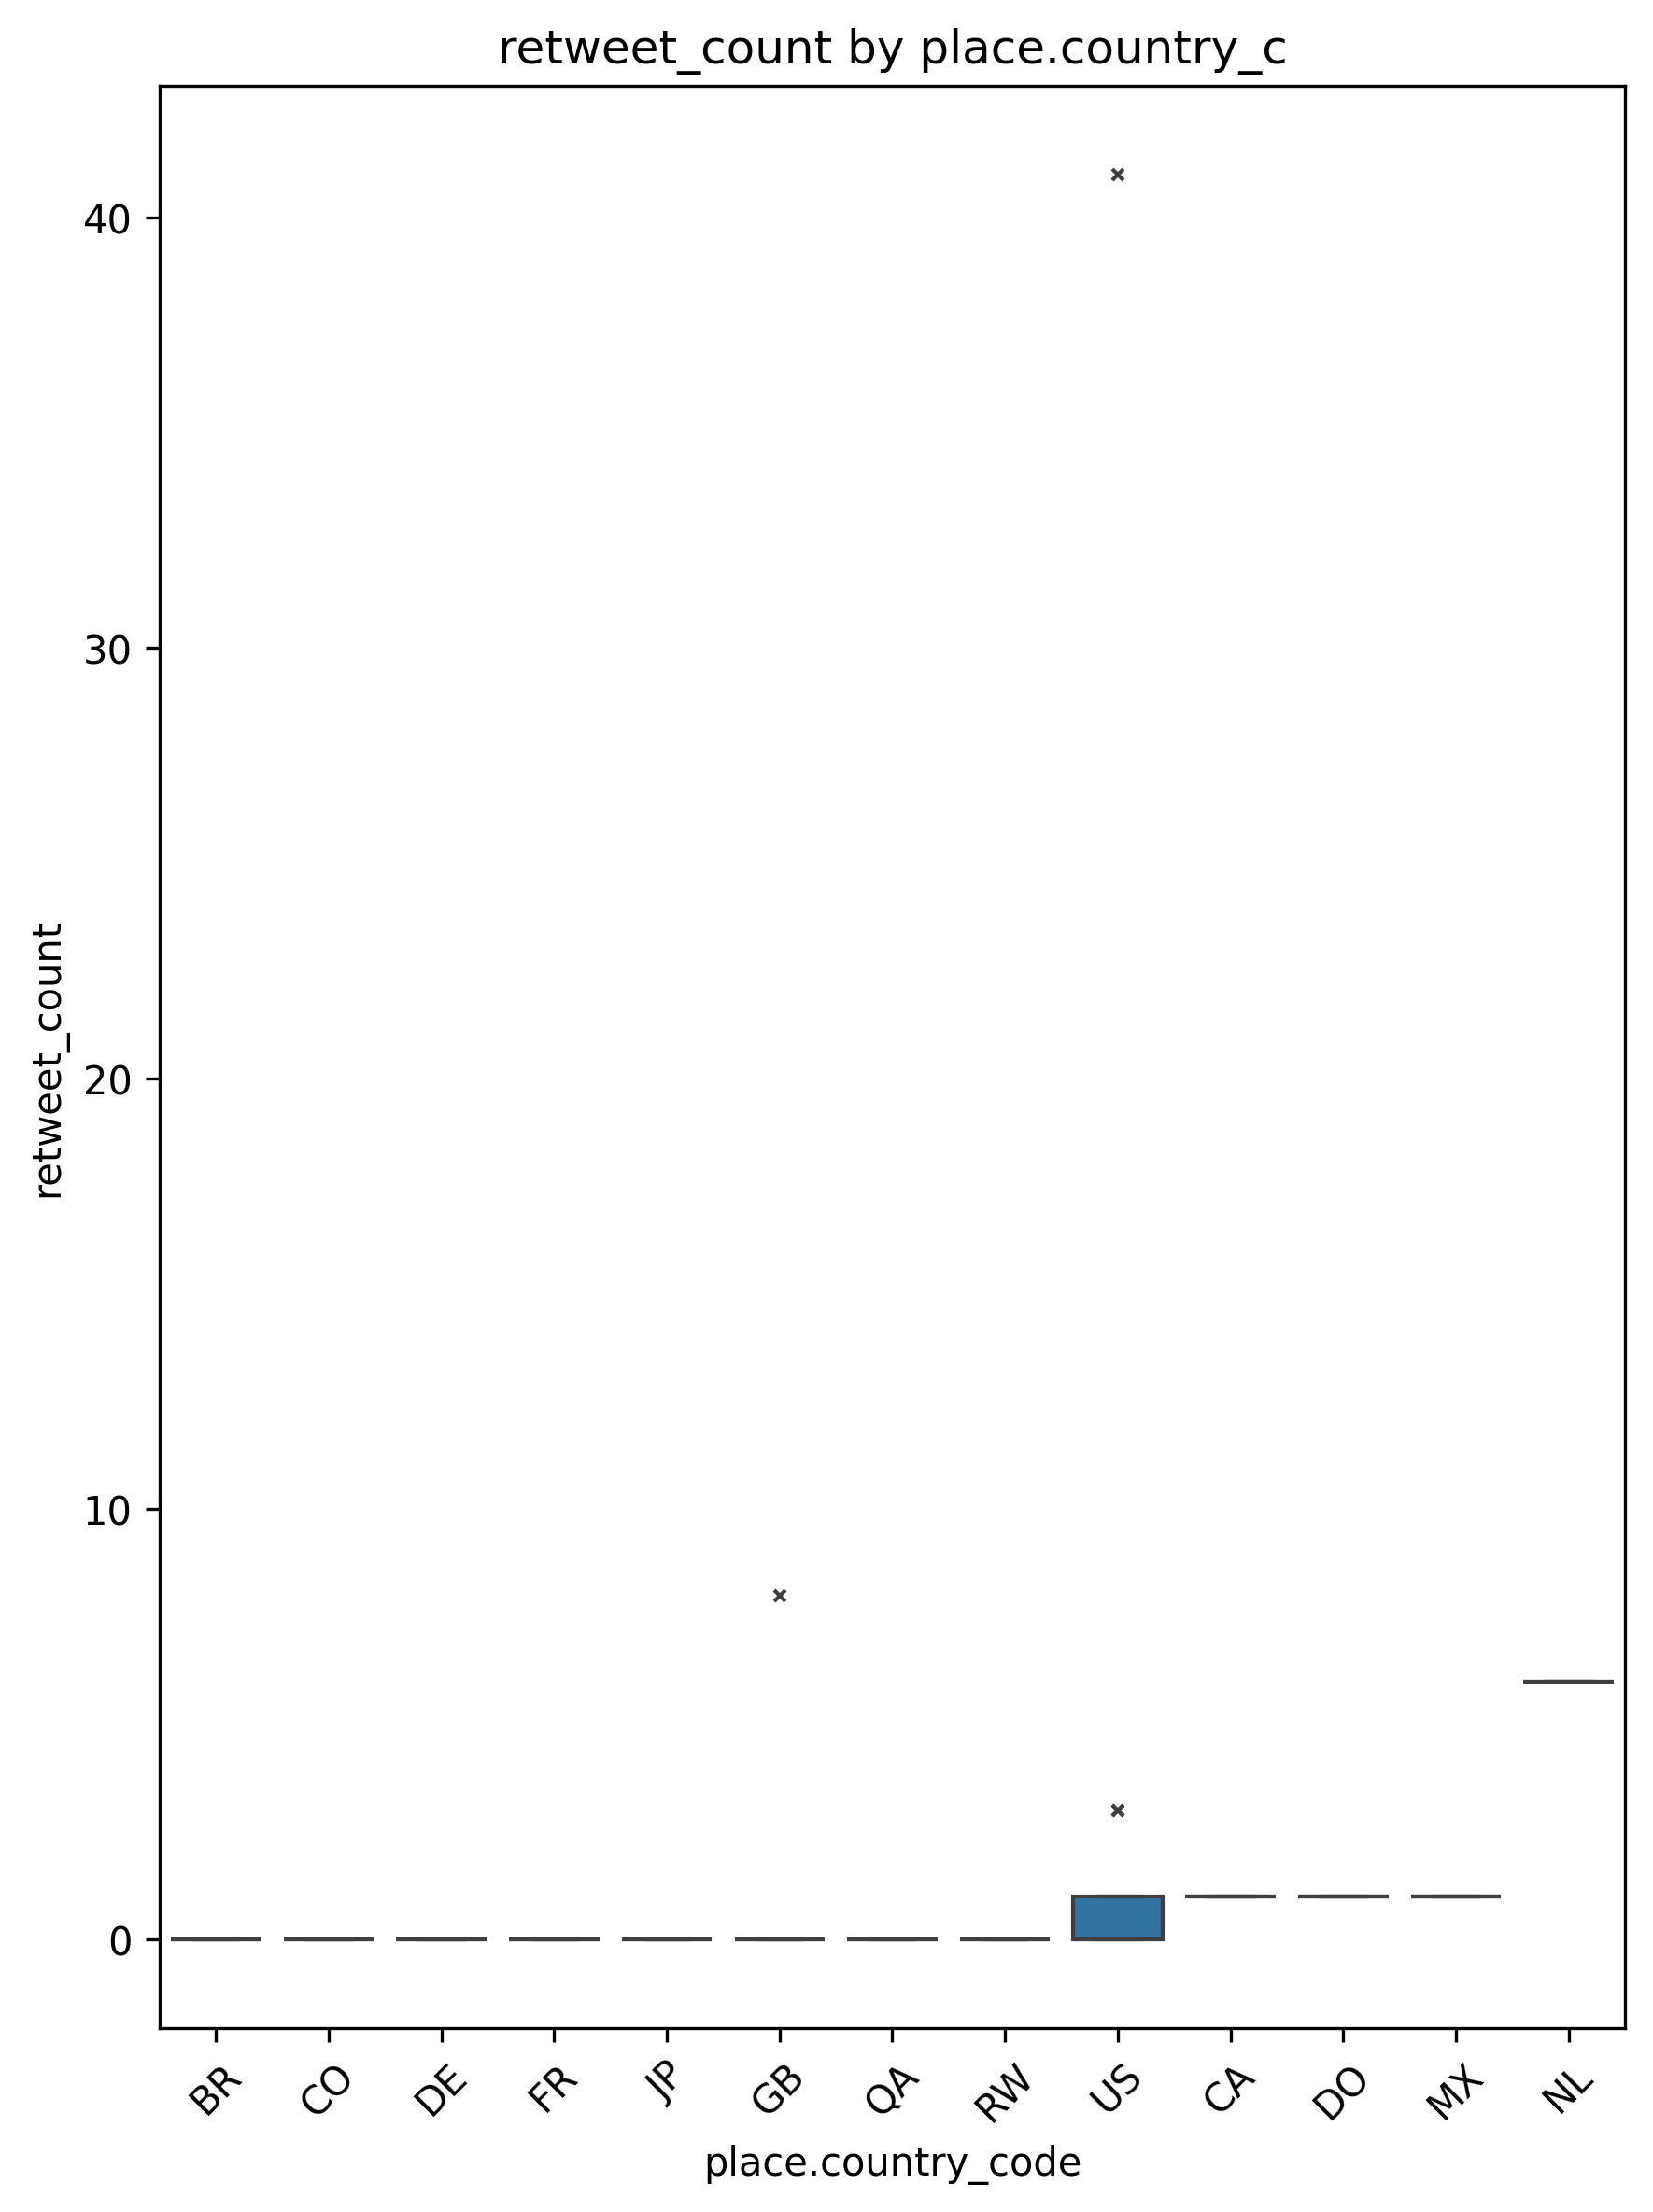 retweet_count by place.country_c
40
30
20
10
0
retweet_count
BR CO DE FR JP GB QA RW US CA DO MX NL
place.country_code